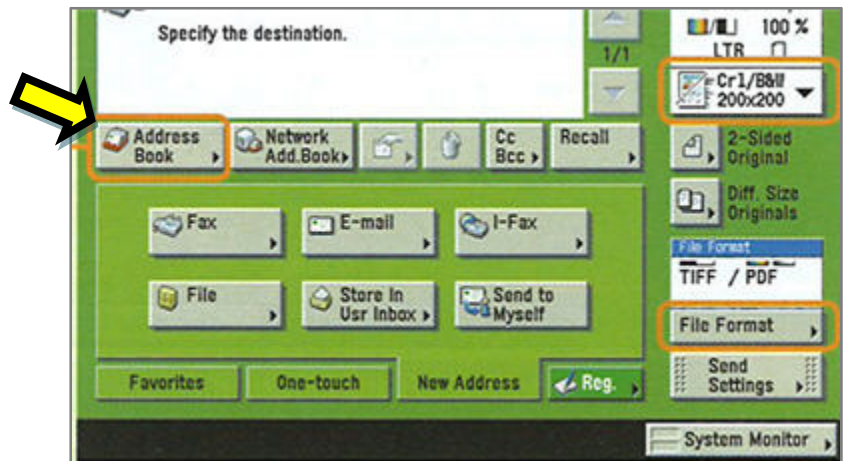 Specify the destination.
1/1
100 %
LTR
Crl/B&W
200x200
Address
Book
Network
Add.Book
Cc
Bcc
Recall
2-Sided
Original
Diff. Size
Originals
Fax
E-mail
I-Fax
File Format
TIFF / PDF
File
Store In
Usr Inbox
Send to
Myself
File Format
Favorites
One-touch
New Address
Reg.
Send
Settings
System Monitor